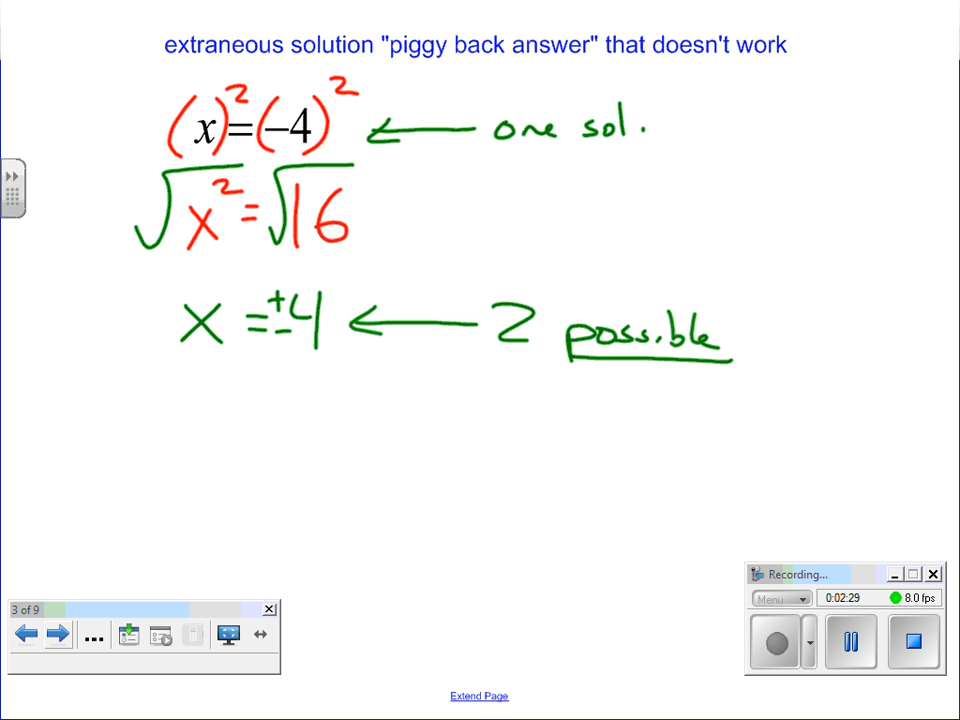 extraneous solution "piggy back answer" that doesn't work
(x)²=(−4)² ← one sol.
√x² = √16
x = ±4 ← 2 possible
Recording...
Menu 0:02:29 8.0 fps
3 of 9
Extend Page